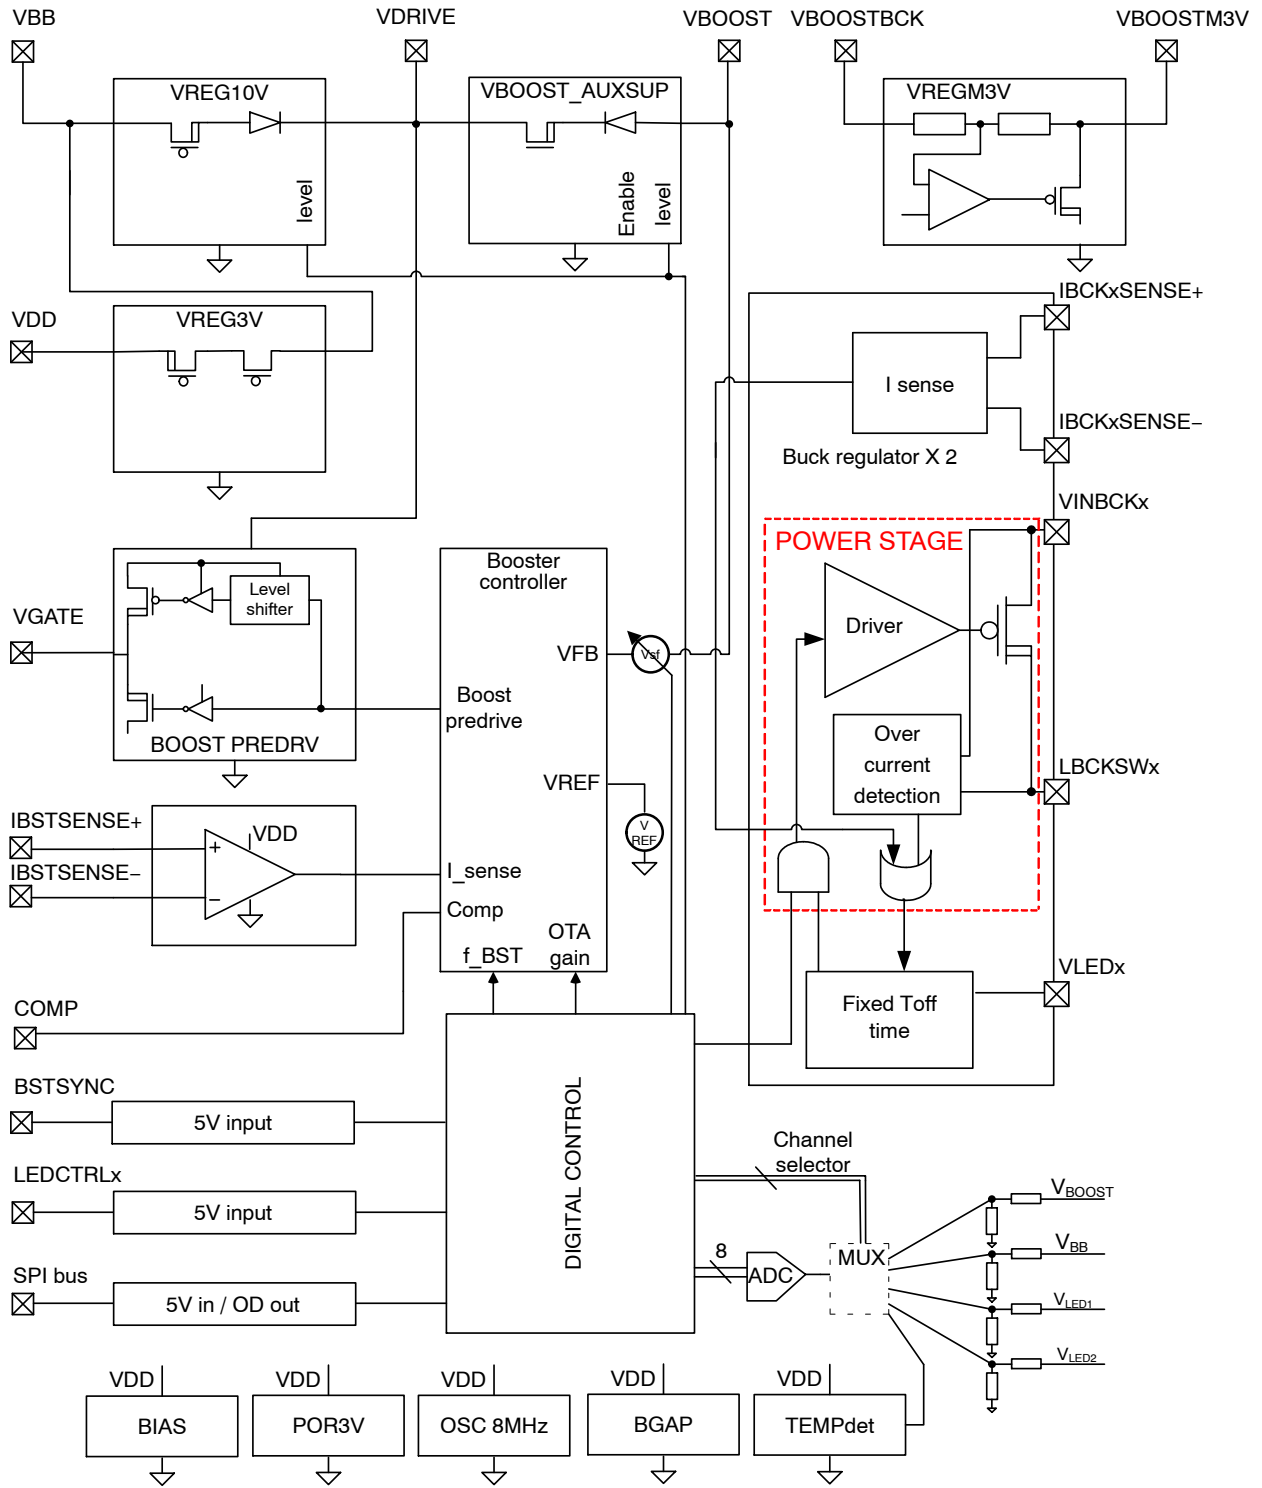 VBB
VDRIVE
VBOOST
VBOOSTBCK
VBOOSTM3V
VREG10V
level
VBOOST_AUXSUP
Enable
level
VREGM3V
VDD
VREG3V
IBCKxSENSE+
I sense
IBCKxSENSE−
Buck regulator X 2
VINBCKx
POWER STAGE
Driver
Over
current
detection
LBCKSWx
VLEDx
Fixed Toff
time
VGATE
Level
shifter
BOOST PREDRV
Booster
controller
VFB
Vsf
Boost
predrive
VREF
V
REF
I_sense
Comp
f_BST
OTA
gain
IBSTSENSE+
IBSTSENSE−
+
−
VDD
COMP
BSTSYNC
5V input
LEDCTRLx
5V input
SPI bus
5V in / OD out
DIGITAL CONTROL
Channel
selector
8
ADC
MUX
VBOOST
VBB
VLED1
VLED2
VDD
BIAS
VDD
POR3V
VDD
OSC 8MHz
VDD
BGAP
VDD
TEMPdet